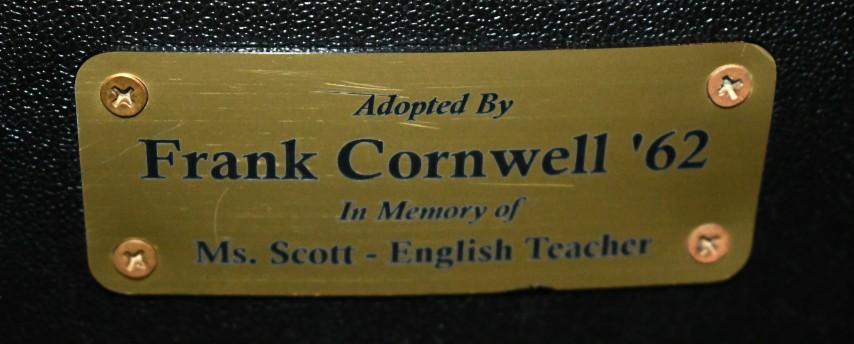 Adopted By
Frank Cornwell '62
In Memory of
Ms. Scott - English Teacher